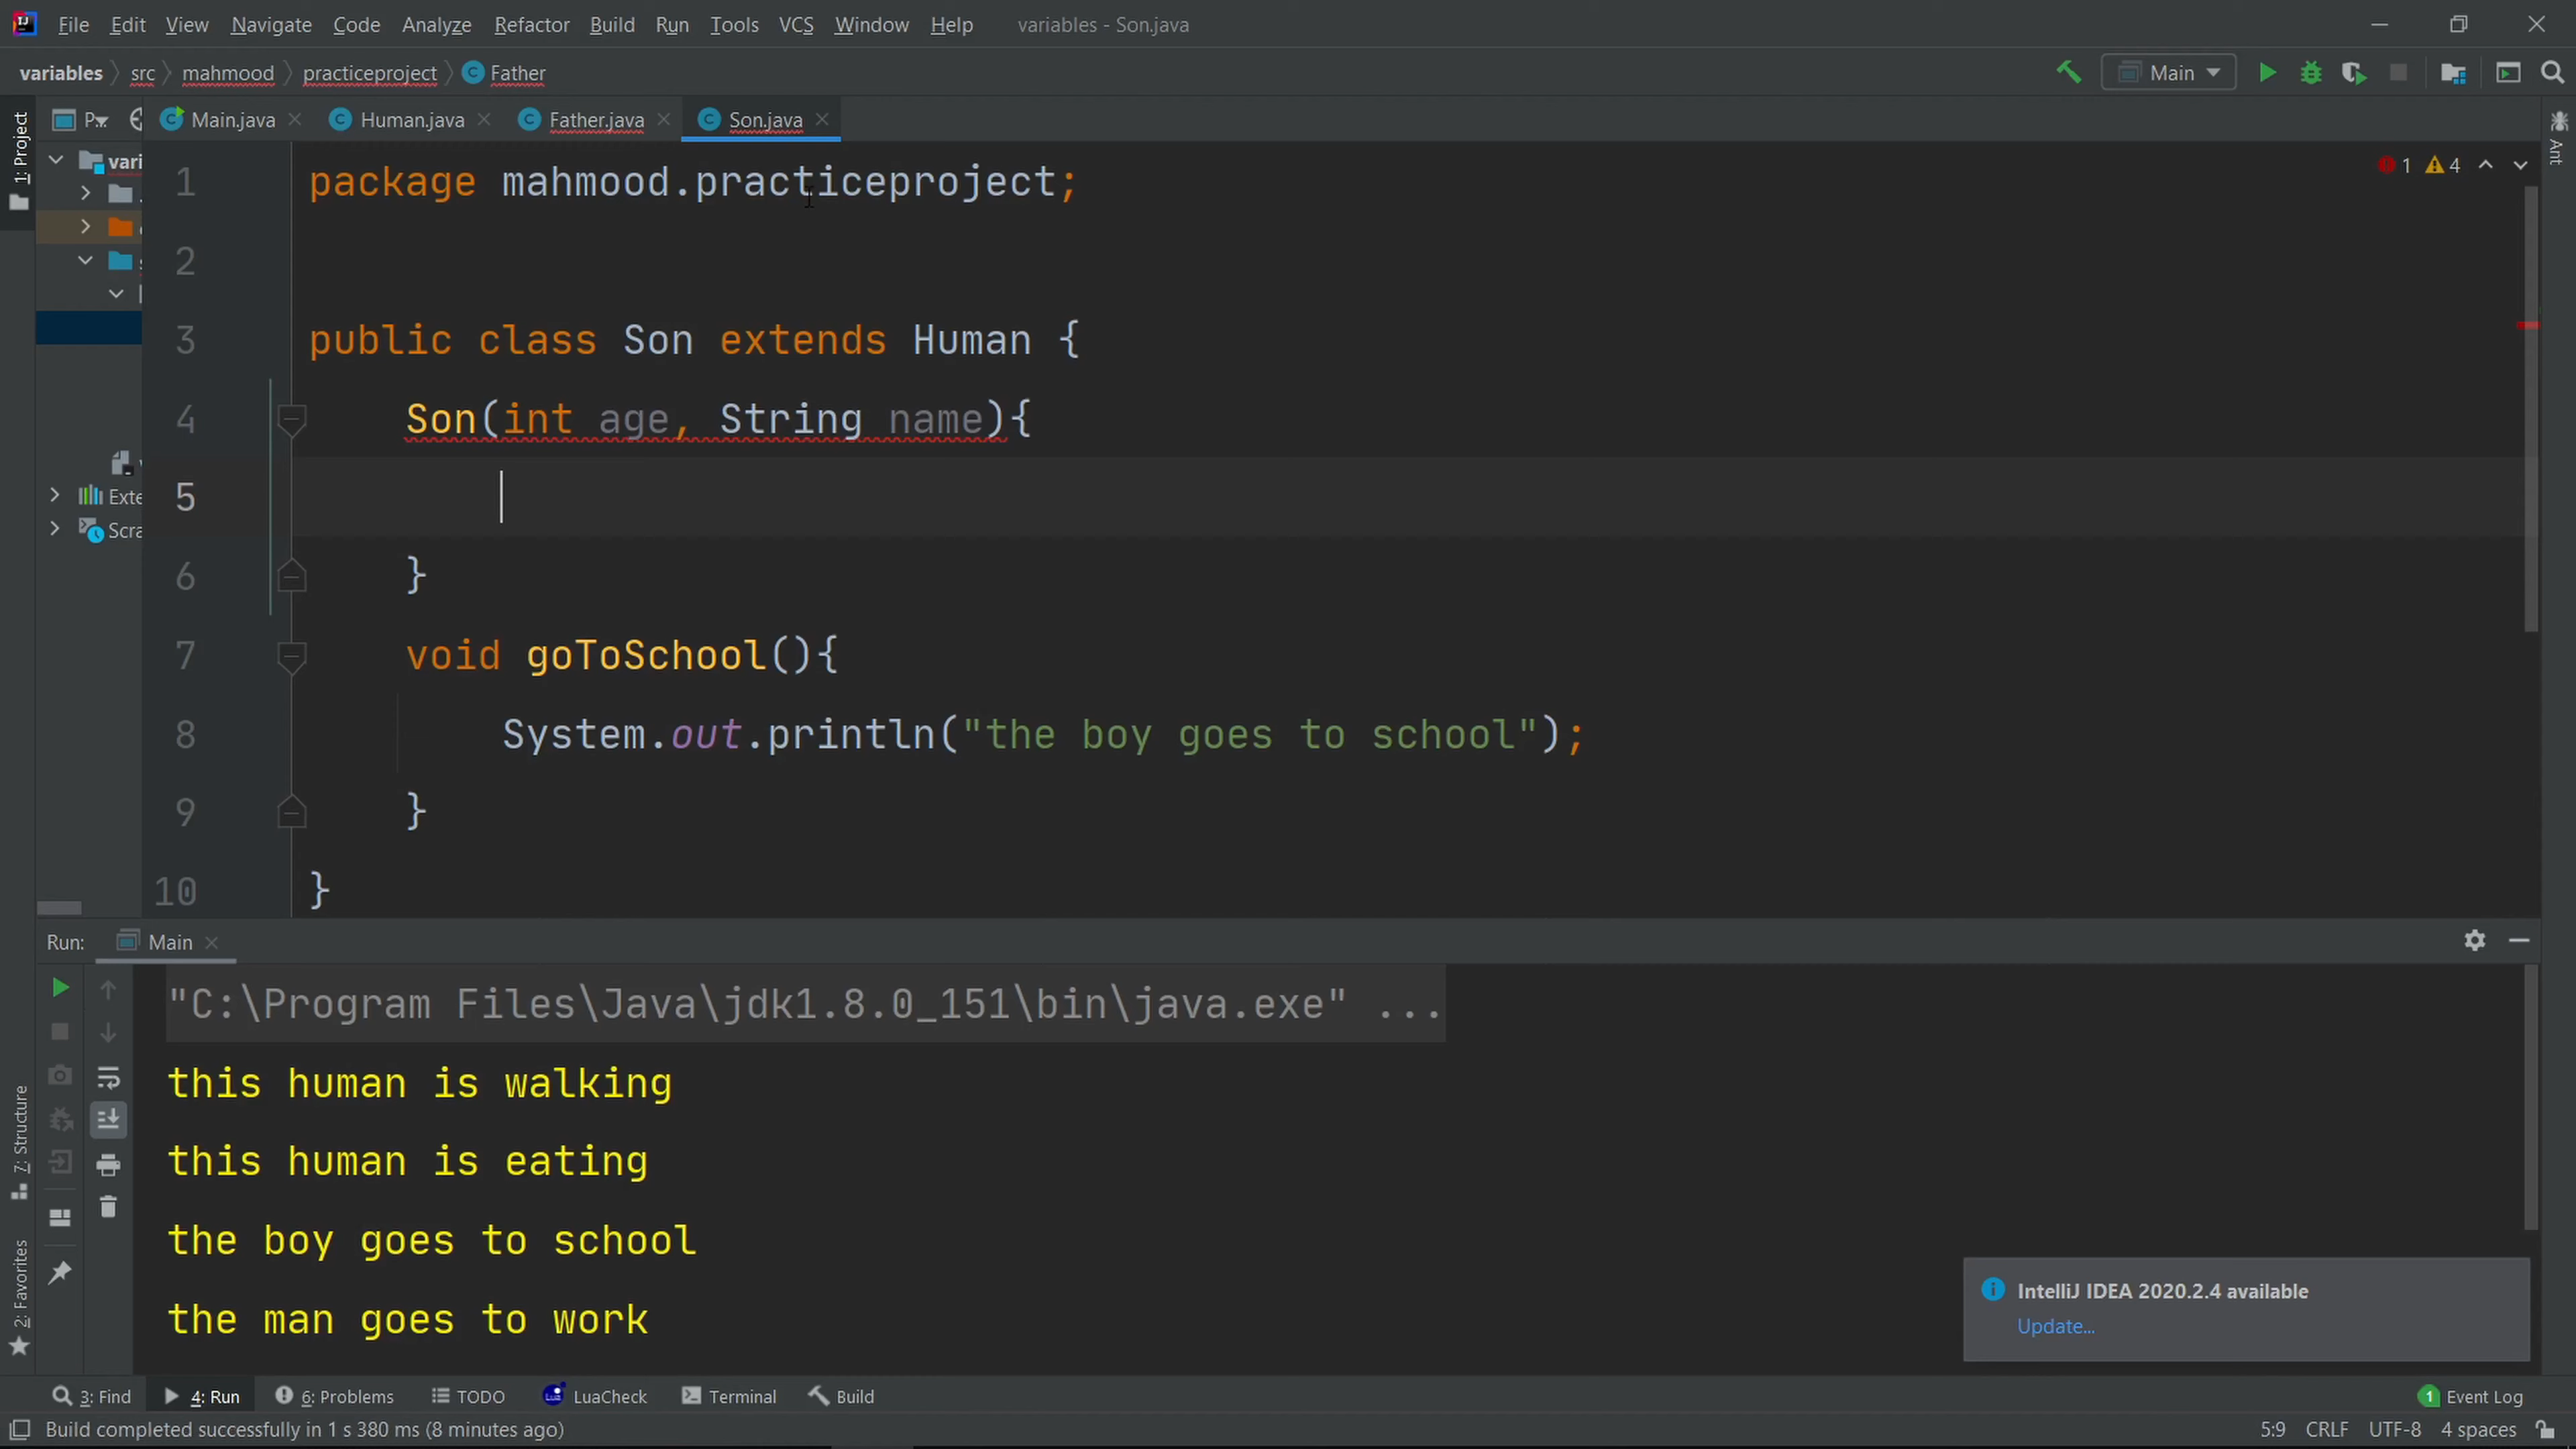 File Edit View Navigate Code Analyze Refactor Build Run Tools VCS Window Help variables - Son.java
variables src mahmood practiceproject Father Main
1: Project
P... Main.java Human.java Father.java Son.java
Ant
vari
Exte
Scra
1 4
1 package mahmood.practiceproject;
2
3 public class Son extends Human {
4 Son(int age, String name){
5
6 }
7 void goToSchool(){
8 System.out.println("the boy goes to school");
9 }
10 }
Run: Main
"C:\Program Files\Java\jdk1.8.0_151\bin\java.exe" ...
this human is walking
this human is eating
the boy goes to school
the man goes to work
7: Structure
2: Favorites
IntelliJ IDEA 2020.2.4 available
Update...
3: Find 4: Run 6: Problems TODO LuaCheck Terminal Build 1 Event Log
Build completed successfully in 1 s 380 ms (8 minutes ago) 5:9 CRLF UTF-8 4 spaces